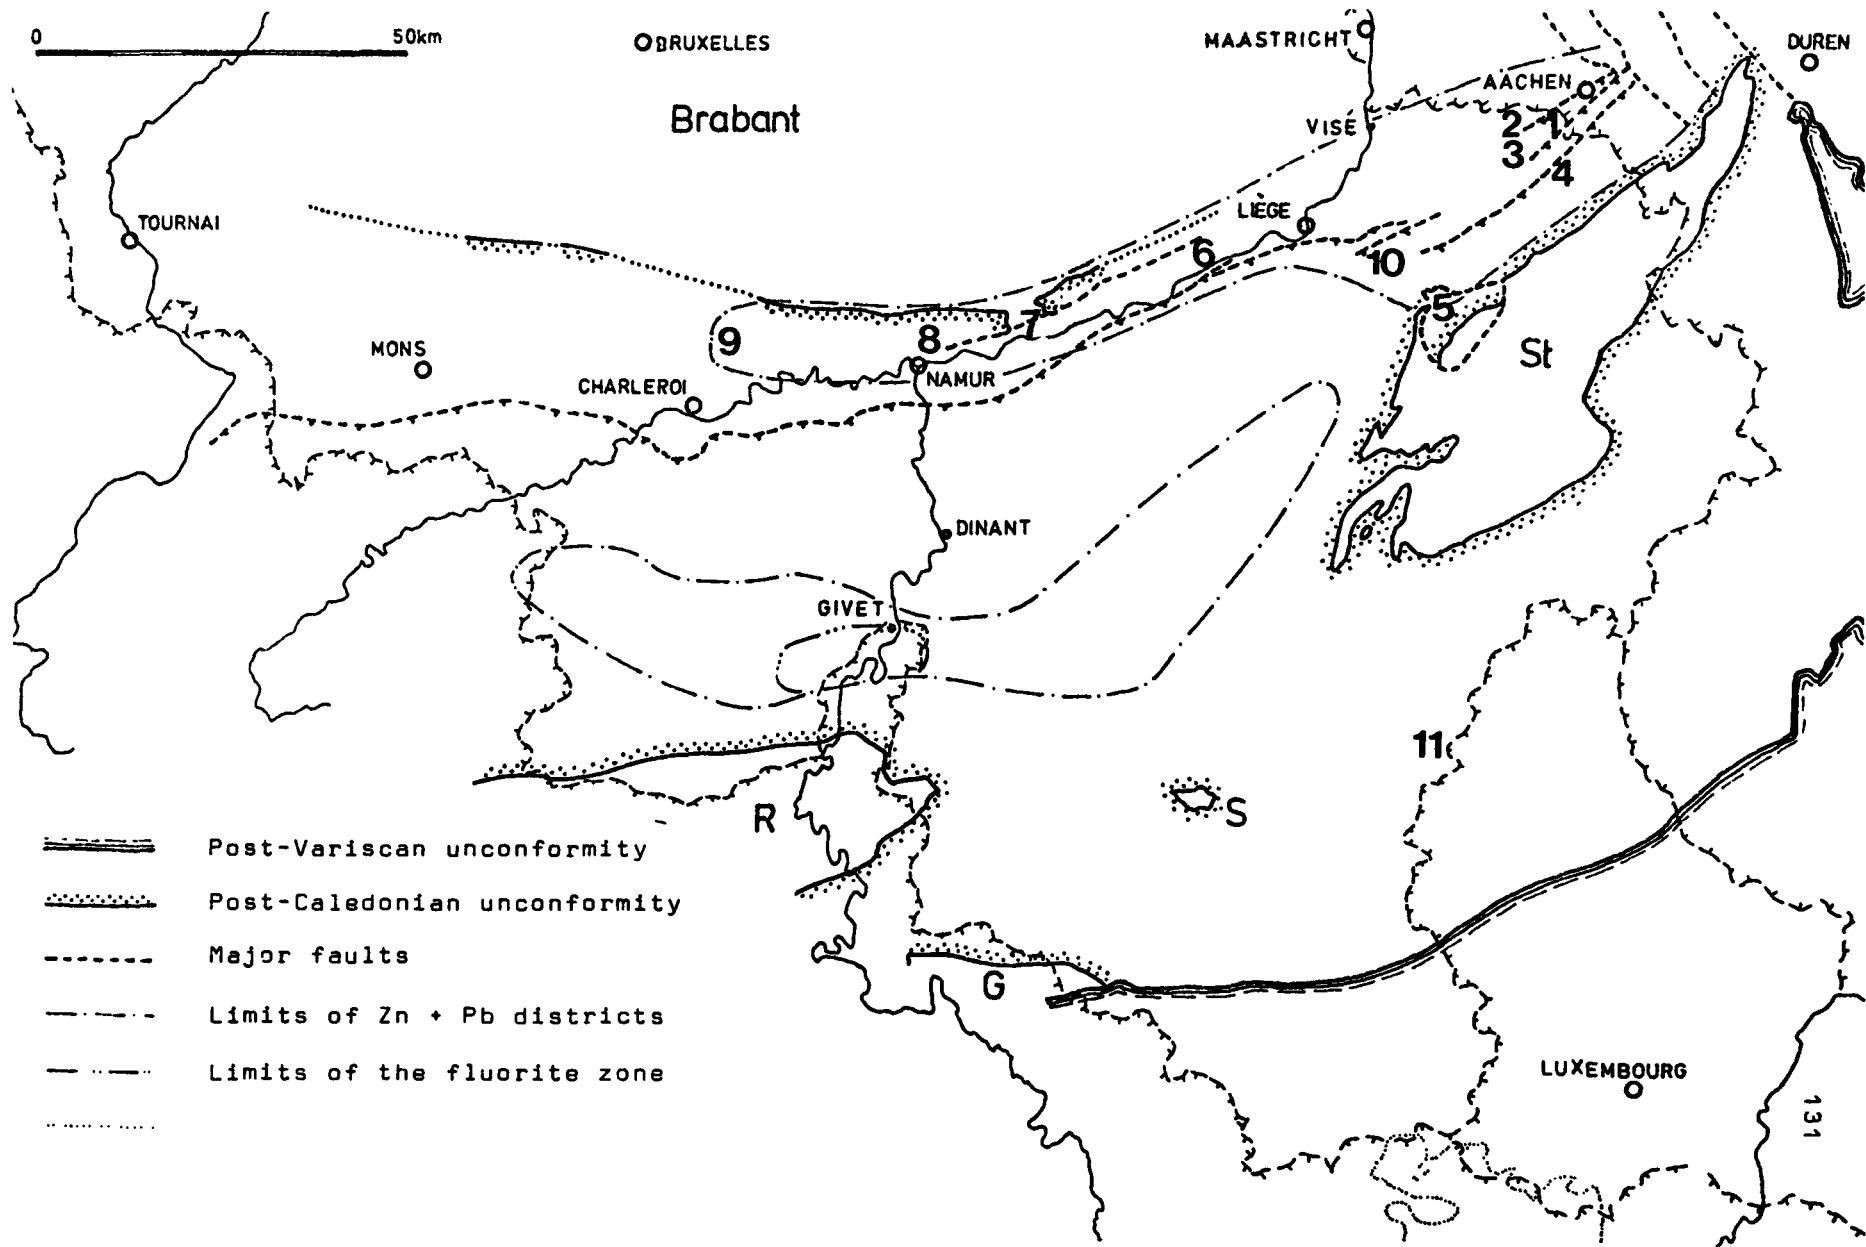 0 50km
BRUXELLES
MAASTRICHT
DUREN
AACHEN
Brabant
VISÉ
2 1
3
4
LIÈGE
TOURNAI
6
10
5
7
9
8
MONS
St
CHARLEROI
NAMUR
DINANT
GIVET
11
S
R
Post-Variscan unconformity
Post-Caledonian unconformity
Major faults
G
Limits of Zn + Pb districts
Limits of the fluorite zone
LUXEMBOURG
131